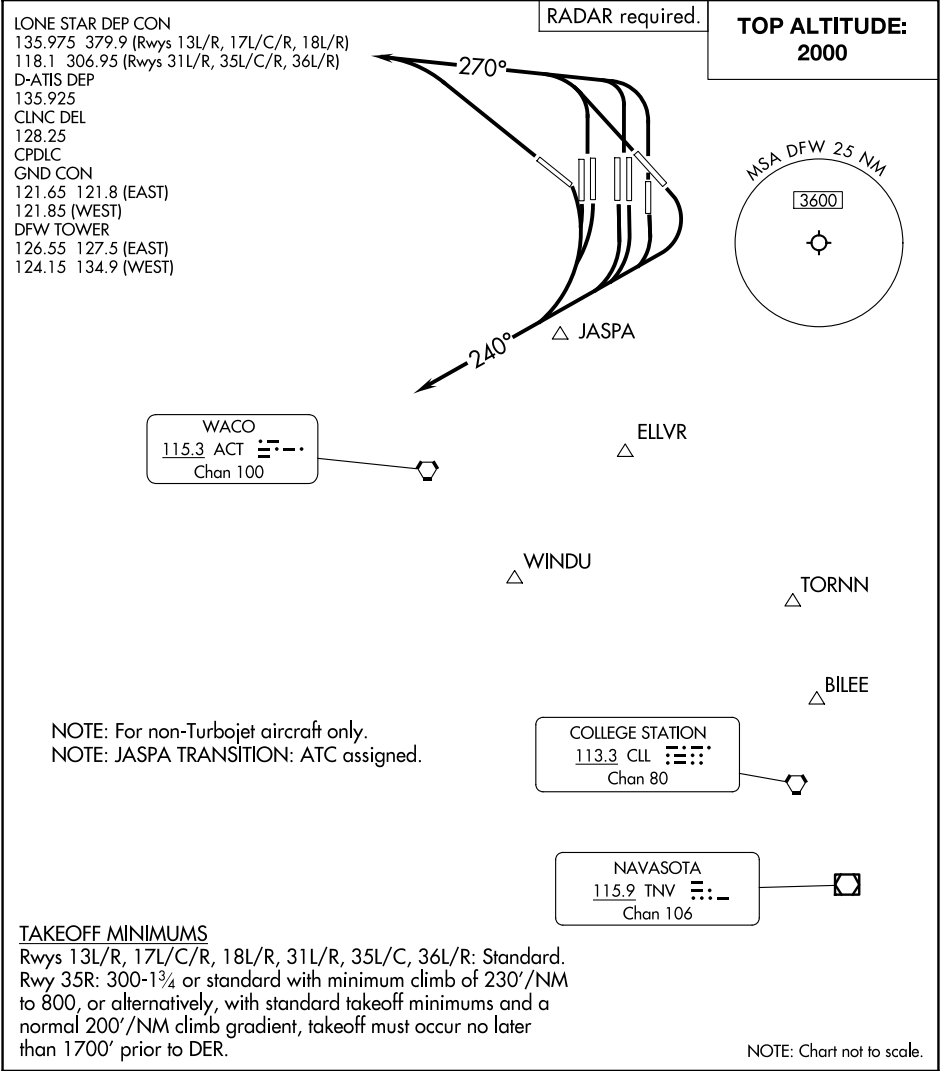 LONE STAR DEP CON
135.975 379.9 (Rwys 13L/R, 17L/C/R, 18L/R)
118.1 306.95 (Rwys 31L/R, 35L/C/R, 36L/R)
D-ATIS DEP
135.925
CLNC DEL
128.25
CPDLC
GND CON
121.65 121.8 (EAST)
121.85 (WEST)
DFW TOWER
126.55 127.5 (EAST)
124.15 134.9 (WEST)
RADAR required.
TOP ALTITUDE:
2000
270°
MSA DFW 25 NM
3600
240°
JASPA
WACO
115.3 ACT
Chan 100
ELLVR
WINDU
TORNN
BILEE
NOTE: For non-Turbojet aircraft only.
NOTE: JASPA TRANSITION: ATC assigned.
COLLEGE STATION
113.3 CLL
Chan 80
NAVASOTA
115.9 TNV
Chan 106
TAKEOFF MINIMUMS
Rwys 13L/R, 17L/C/R, 18L/R, 31L/R, 35L/C, 36L/R: Standard.
Rwy 35R: 300-1¾ or standard with minimum climb of 230'/NM
to 800, or alternatively, with standard takeoff minimums and a
normal 200'/NM climb gradient, takeoff must occur no later
than 1700' prior to DER.
NOTE: Chart not to scale.